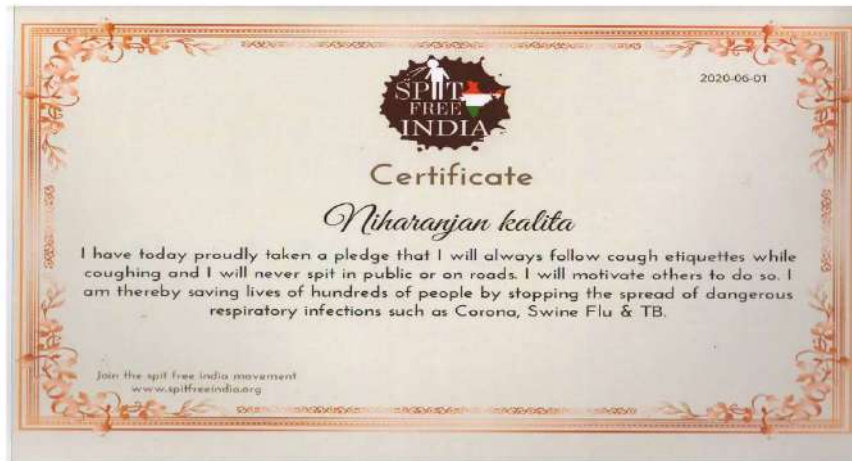 2020-06-01
SPIT
FREE
INDIA
Certificate
Niharanjan kalita
I have today proudly taken a pledge that I will always follow cough etiquettes while
coughing and I will never spit in public or on roads. I will motivate others to do so. I
am thereby saving lives of hundreds of people by stopping the spread of dangerous
respiratory infections such as Corona, Swine Flu & TB.
Join the spit free india movement
www.spitfreeindia.org